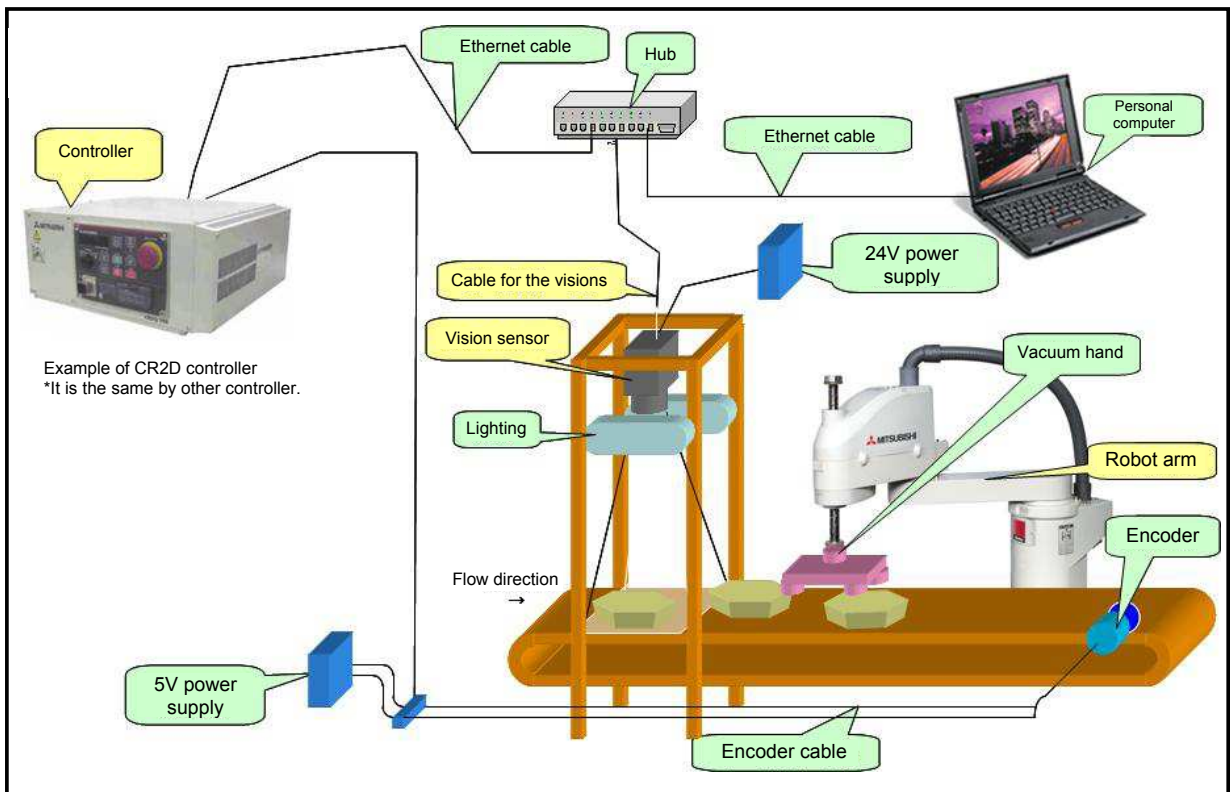 Ethernet cable
Hub
Personal
computer
Ethernet cable
Controller
MITSUBISHI
24V power
supply
Cable for the visions
Vision sensor
Vacuum hand
Example of CR2D controller
*It is the same by other controller.
Lighting
MITSUBISHI
Robot arm
Encoder
Flow direction
→
5V power
supply
Encoder cable